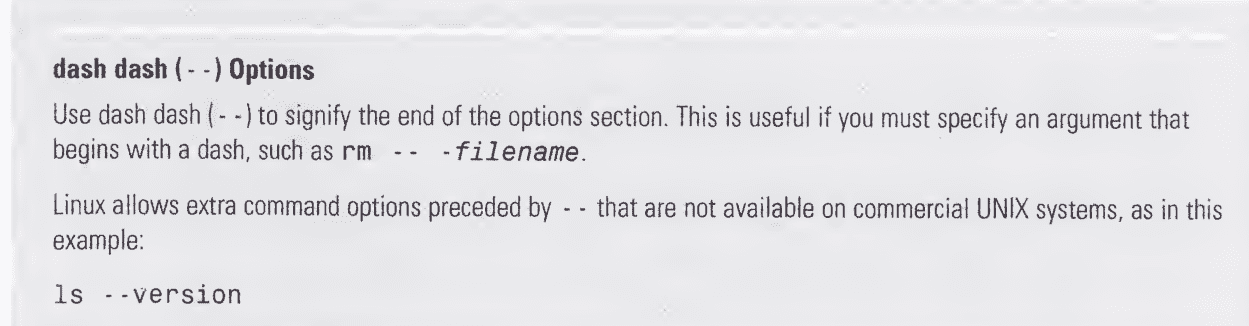 dash dash (- -) Options
Use dash dash (- -) to signify the end of the options section. This is useful if you must specify an argument that
begins with a dash, such as rm -- -filename.
Linux allows extra command options preceded by - - that are not available on commercial UNIX systems, as in this
example:
ls --version